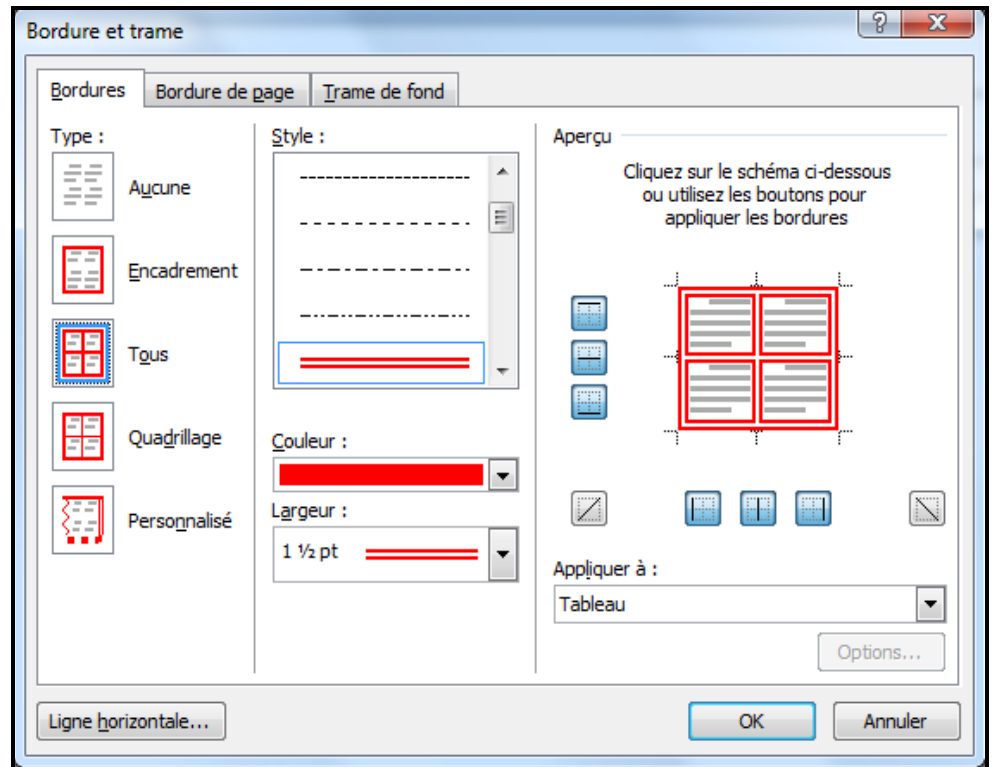 Bordure et trame
Bordures
Bordure de page
Trame de fond
Type :
Aucune
Encadrement
Tous
Quadrillage
Personnalisé
Style :
Couleur :
Largeur :
1 ½ pt
Aperçu
Cliquez sur le schéma ci-dessous
ou utilisez les boutons pour
appliquer les bordures
Appliquer à :
Tableau
Options...
Ligne horizontale...
OK
Annuler